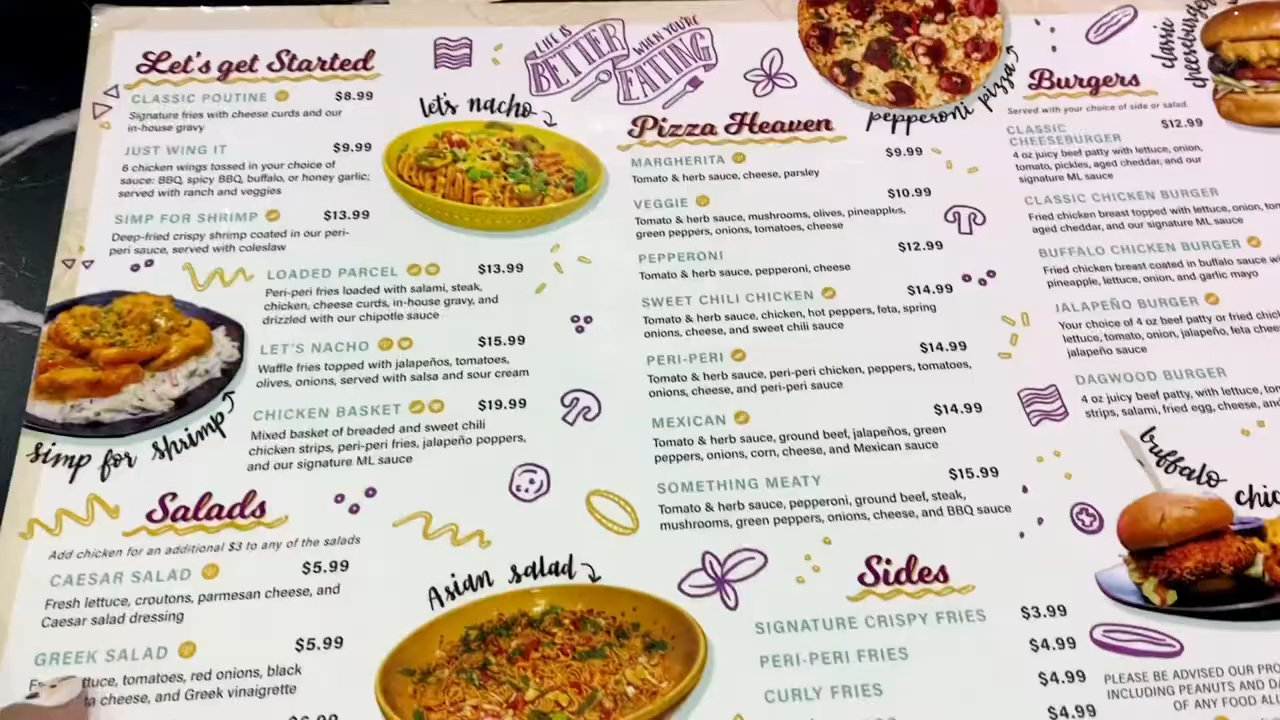 Let's get Started
CLASSIC POUTINE $8.99
Signature fries with cheese curds and our
in-house gravy
JUST WING IT $9.99
6 chicken wings tossed in your choice of
sauce: BBQ, spicy BBQ, buffalo, or honey garlic;
served with ranch and veggies
SIMP FOR SHRIMP $13.99
Deep-fried crispy shrimp coated in our peri-
peri sauce, served with coleslaw
LOADED PARCEL $13.99
Peri-peri fries loaded with salami, steak,
chicken, cheese curds, in-house gravy, and
drizzled with our chipotle sauce
LET'S NACHO $15.99
Waffle fries topped with jalapeños, tomatoes,
olives, onions, served with salsa and sour cream
CHICKEN BASKET $19.99
Mixed basket of breaded and sweet chili
chicken strips, peri-peri fries, jalapeño poppers,
and our signature ML sauce
simp for shrimp
Salads
Add chicken for an additional $3 to any of the salads
CAESAR SALAD $5.99
Fresh lettuce, croutons, parmesan cheese, and
Caesar salad dressing
GREEK SALAD $5.99
tomatoes, red onions, black
cheese, and Greek vinaigrette
LIFE IS
BETTER
WHEN YOU'RE
EATING
let's nacho
Asian salad
pepperoni pizza
Pizza Heaven
MARGHERITA $9.99
Tomato & herb sauce, cheese, parsley
VEGGIE $10.99
Tomato & herb sauce, mushrooms, olives, pineapples,
green peppers, onions, tomatoes, cheese
PEPPERONI $12.99
Tomato & herb sauce, pepperoni, cheese
SWEET CHILI CHICKEN $14.99
Tomato & herb sauce, chicken, hot peppers, feta, spring
onions, cheese, and sweet chili sauce
PERI-PERI $14.99
Tomato & herb sauce, peri-peri chicken, peppers, tomatoes,
onions, cheese, and peri-peri sauce
MEXICAN $14.99
Tomato & herb sauce, ground beef, jalapeños, green
peppers, onions, corn, cheese, and Mexican sauce
SOMETHING MEATY $15.99
Tomato & herb sauce, pepperoni, ground beef, steak,
mushrooms, green peppers, onions, cheese, and BBQ sauce
Sides
SIGNATURE CRISPY FRIES $3.99
PERI-PERI FRIES $4.99
CURLY FRIES $4.99
$4.99
classic
cheeseburger
Burgers
Served with your choice of side or salad.
CLASSIC
CHEESEBURGER $12.99
4 oz juicy beef patty with lettuce, onion,
tomato, pickles, aged cheddar, and our
signature ML sauce
CLASSIC CHICKEN BURGER
Fried chicken breast topped with lettuce, onion,
aged cheddar, and our signature ML sauce
BUFFALO CHICKEN BURGER
Fried chicken breast coated in buffalo sauce
pineapple, lettuce, onion, and garlic mayo
JALAPEÑO BURGER
Your choice of 4 oz beef patty or fried
lettuce, tomato, onion, jalapeño, feta
jalapeño sauce
DAGWOOD BURGER
4 oz juicy beef patty, with lettuce,
strips, salami, fried egg, cheese,
buffalo
PLEASE BE ADVISED OUR
INCLUDING PEANUTS AND
OF ANY FOOD